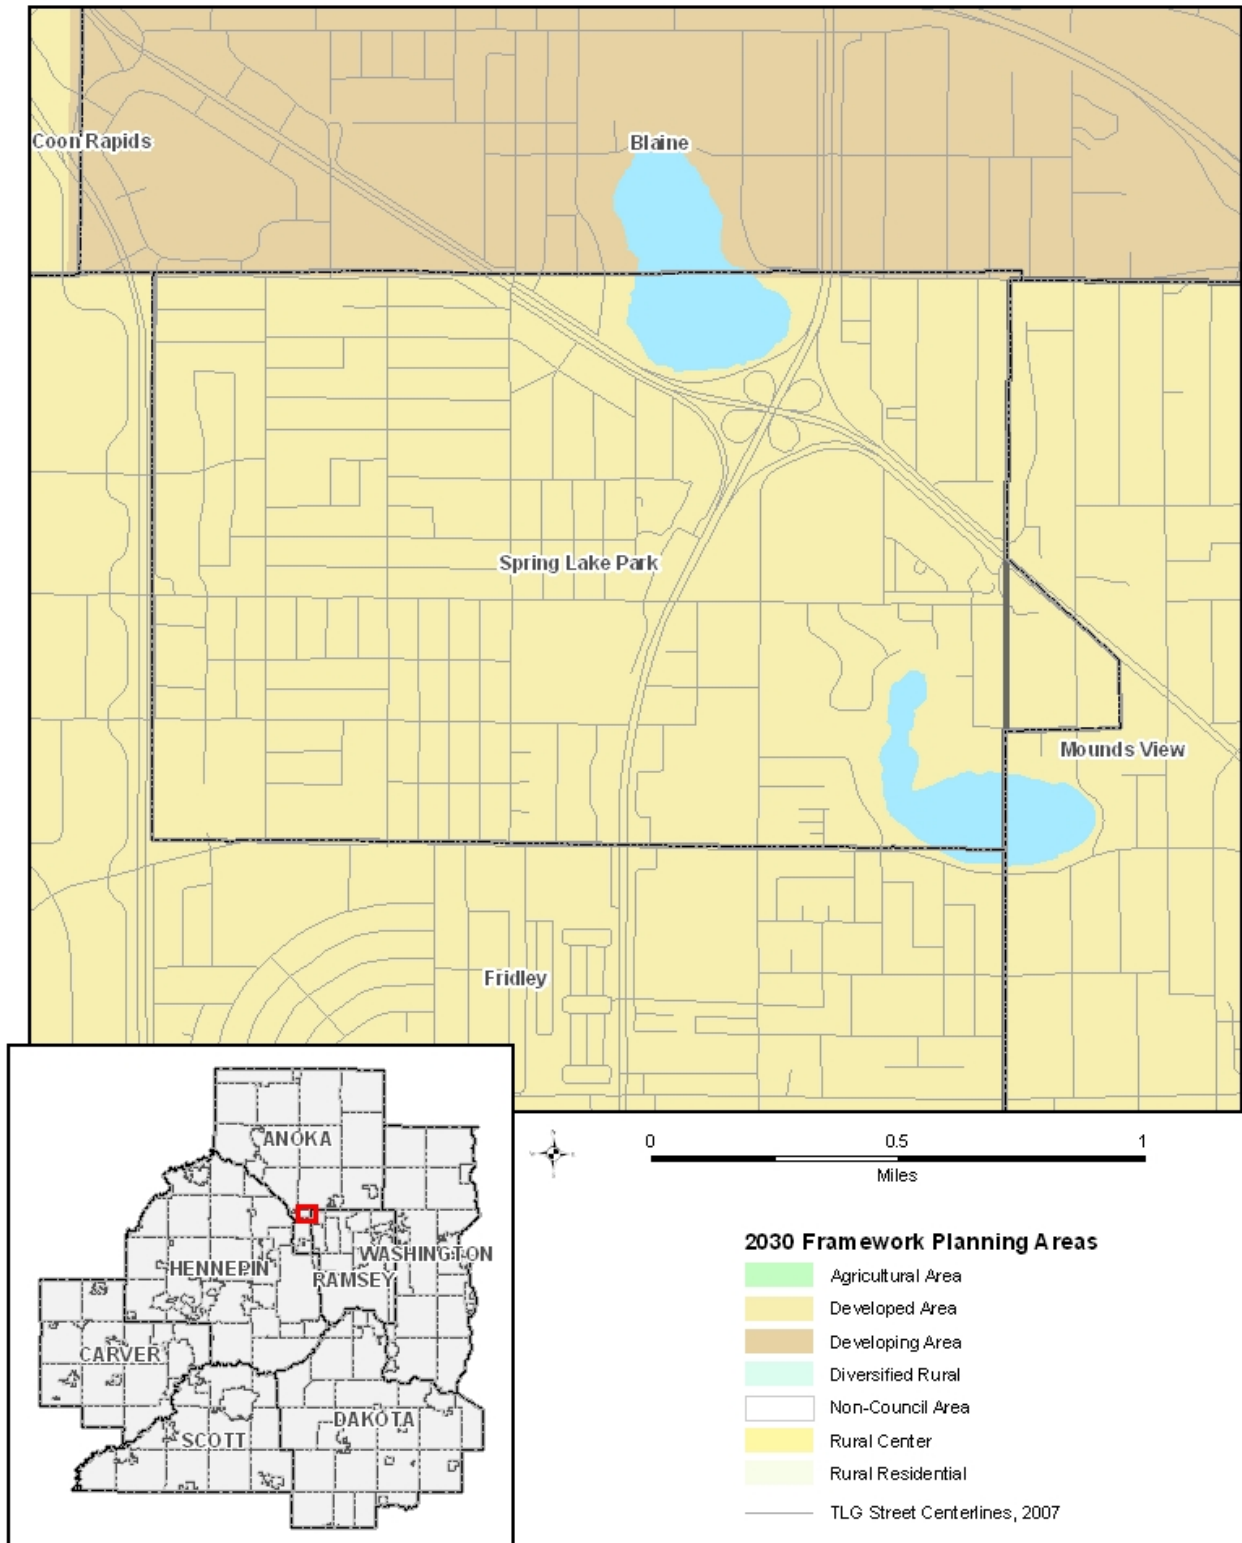 Coon Rapids
Blaine
Spring Lake Park
Mounds View
Fridley
ANOKA
HENNEPIN
WASHINGTON
RAMSEY
CARVER
SCOTT
DAKOTA
0 0.5 1
Miles
2030 Framework Planning Areas
Agricultural Area
Developed Area
Developing Area
Diversified Rural
Non-Council Area
Rural Center
Rural Residential
TLG Street Centerlines, 2007